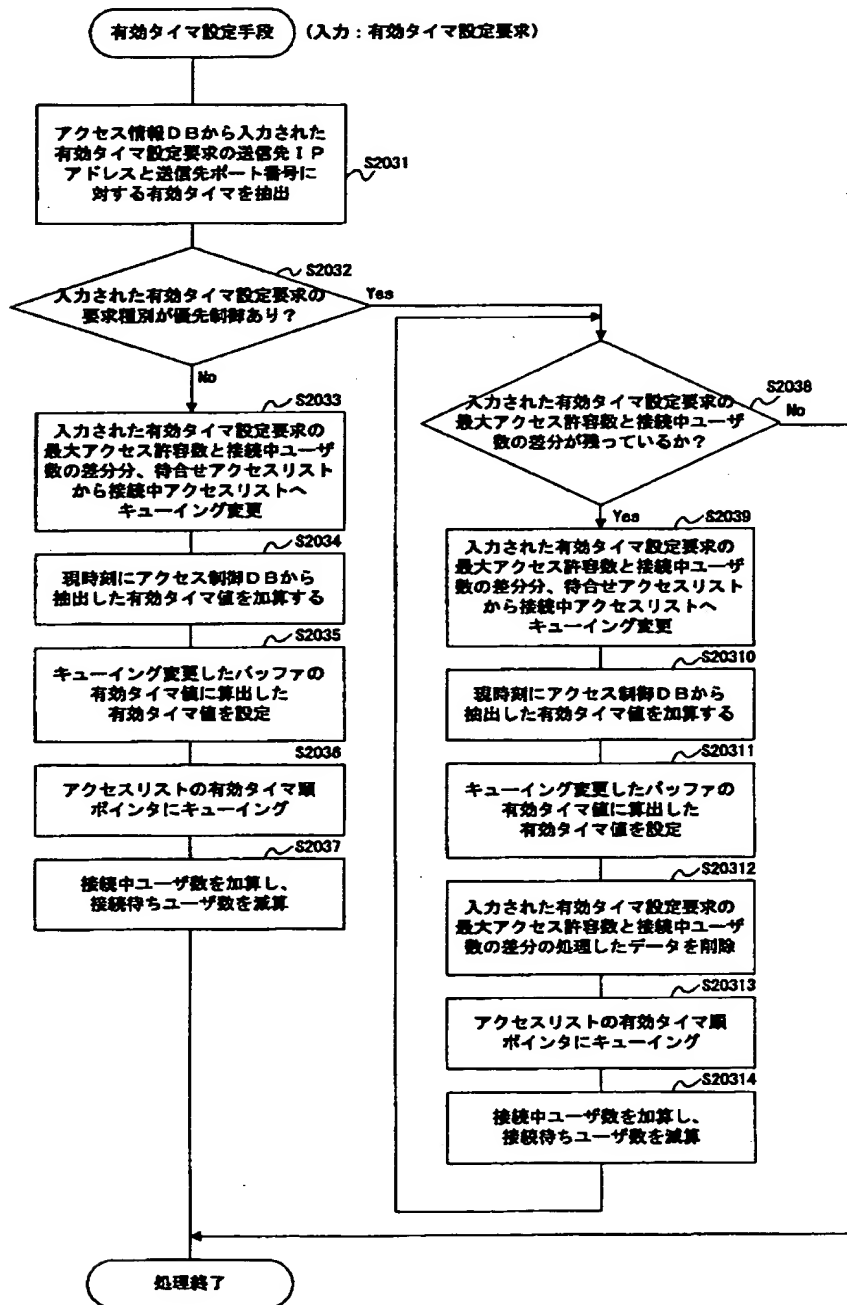 有効タイマ設定手段
(入力:有効タイマ設定要求)
アクセス情報DBから入力された
有効タイマ設定要求の送信先IP
アドレスと送信先ポート番号に
対する有効タイマを抽出
S2031
S2032
入力された有効タイマ設定要求の
要求種別が優先制御あり?
Yes
No
S2033
入力された有効タイマ設定要求の
最大アクセス許容数と接続中ユーザ
数の差分分、待合せアクセスリスト
から接続中アクセスリストへ
キューイング変更
S2034
現時刻にアクセス制御DBから
抽出した有効タイマ値を加算する
S2035
キューイング変更したバッファの
有効タイマ値に算出した
有効タイマ値を設定
S2036
アクセスリストの有効タイマ順
ポインタにキューイング
S2037
接続中ユーザ数を加算し、
接続待ちユーザ数を減算
S2038
入力された有効タイマ設定要求の
最大アクセス許容数と接続中ユーザ
数の差分が残っているか?
No
Yes
S2039
入力された有効タイマ設定要求の
最大アクセス許容数と接続中ユーザ
数の差分分、待合せアクセスリスト
から接続中アクセスリストへ
キューイング変更
S20310
現時刻にアクセス制御DBから
抽出した有効タイマ値を加算する
S20311
キューイング変更したバッファの
有効タイマ値に算出した
有効タイマ値を設定
S20312
入力された有効タイマ設定要求の
最大アクセス許容数と接続中ユーザ
数の差分の処理したデータを削除
S20313
アクセスリストの有効タイマ順
ポインタにキューイング
S20314
接続中ユーザ数を加算し、
接続待ちユーザ数を減算
処理終了